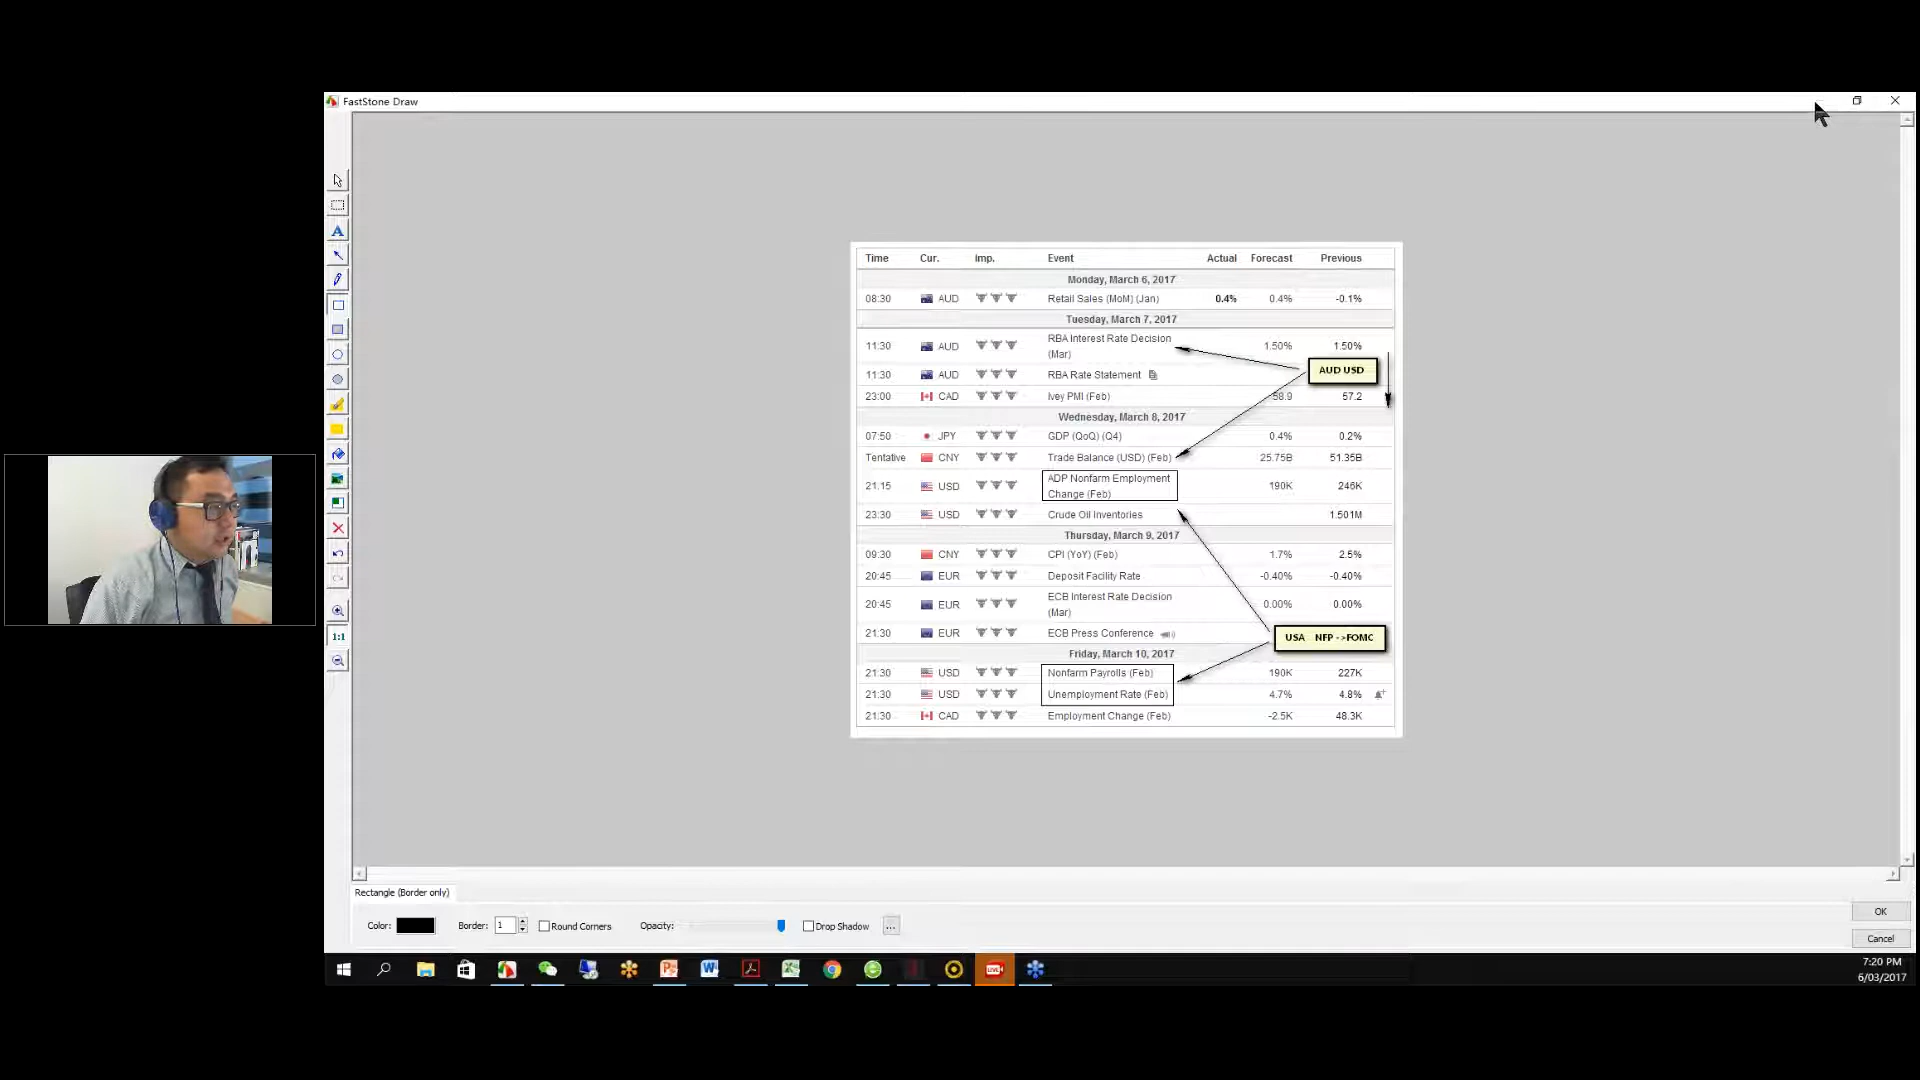 FastStone Draw
Time Cur. Imp. Event Actual Forecast Previous
Monday, March 6, 2017
08:30 AUD Retail Sales (MoM) (Jan) 0.4% 0.4% -0.1%
Tuesday, March 7, 2017
11:30 AUD RBA Interest Rate Decision (Mar) 1.50% 1.50%
AUD USD
11:30 AUD RBA Rate Statement
23:00 CAD Ivey PMI (Feb) 58.9 57.2
Wednesday, March 8, 2017
07:50 JPY GDP (QoQ) (Q4) 0.4% 0.2%
Tentative CNY Trade Balance (USD) (Feb) 25.75B 51.35B
21:15 USD ADP Nonfarm Employment Change (Feb) 190K 246K
23:30 USD Crude Oil Inventories 1.501M
Thursday, March 9, 2017
09:30 CNY CPI (YoY) (Feb) 1.7% 2.5%
20:45 EUR Deposit Facility Rate -0.40% -0.40%
20:45 EUR ECB Interest Rate Decision (Mar) 0.00% 0.00%
21:30 EUR ECB Press Conference
USA NFP ->FOMC
Friday, March 10, 2017
21:30 USD Nonfarm Payrolls (Feb) 190K 227K
21:30 USD Unemployment Rate (Feb) 4.7% 4.8%
21:30 CAD Employment Change (Feb) -2.5K 48.3K
1:1
Rectangle (Border only)
Color: Border: 1 Round Corners Opacity: Drop Shadow ...
OK
Cancel
7:20 PM
6/03/2017